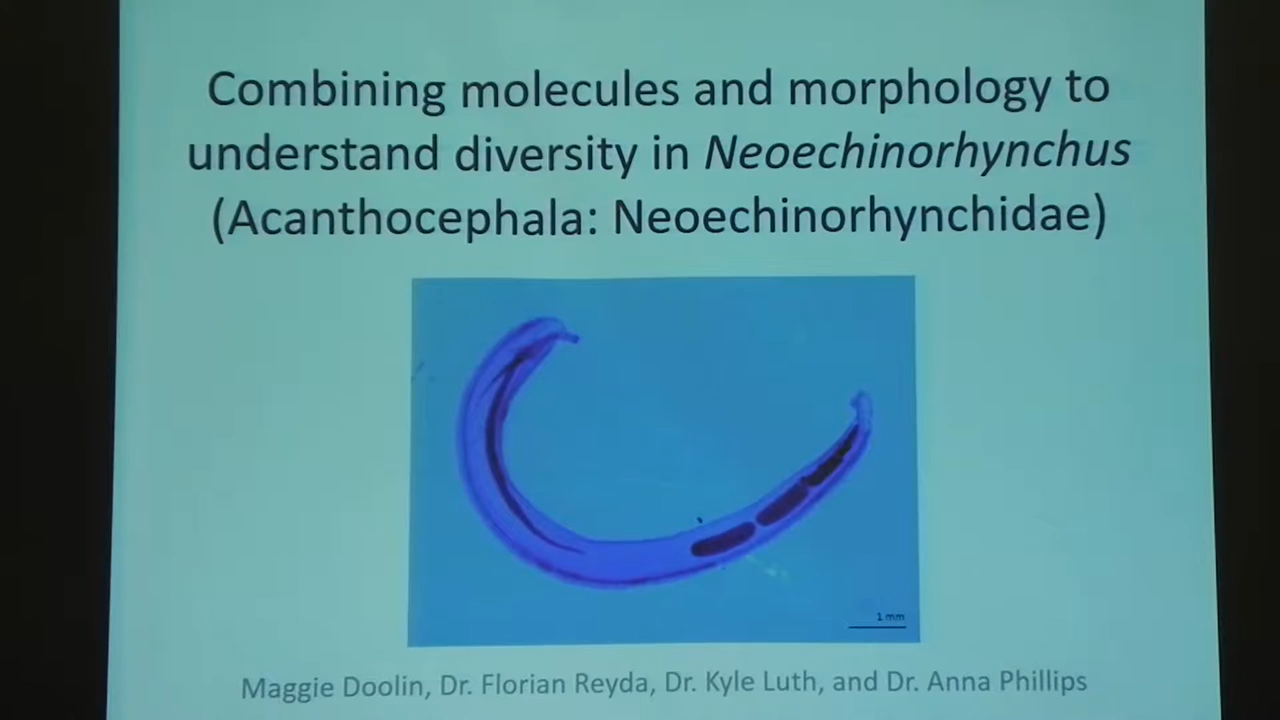 Combining molecules and morphology to
understand diversity in Neoechinorhynchus
(Acanthocephala: Neoechinorhynchidae)
1 mm
Maggie Doolin, Dr. Florian Reyda, Dr. Kyle Luth, and Dr. Anna Phillips